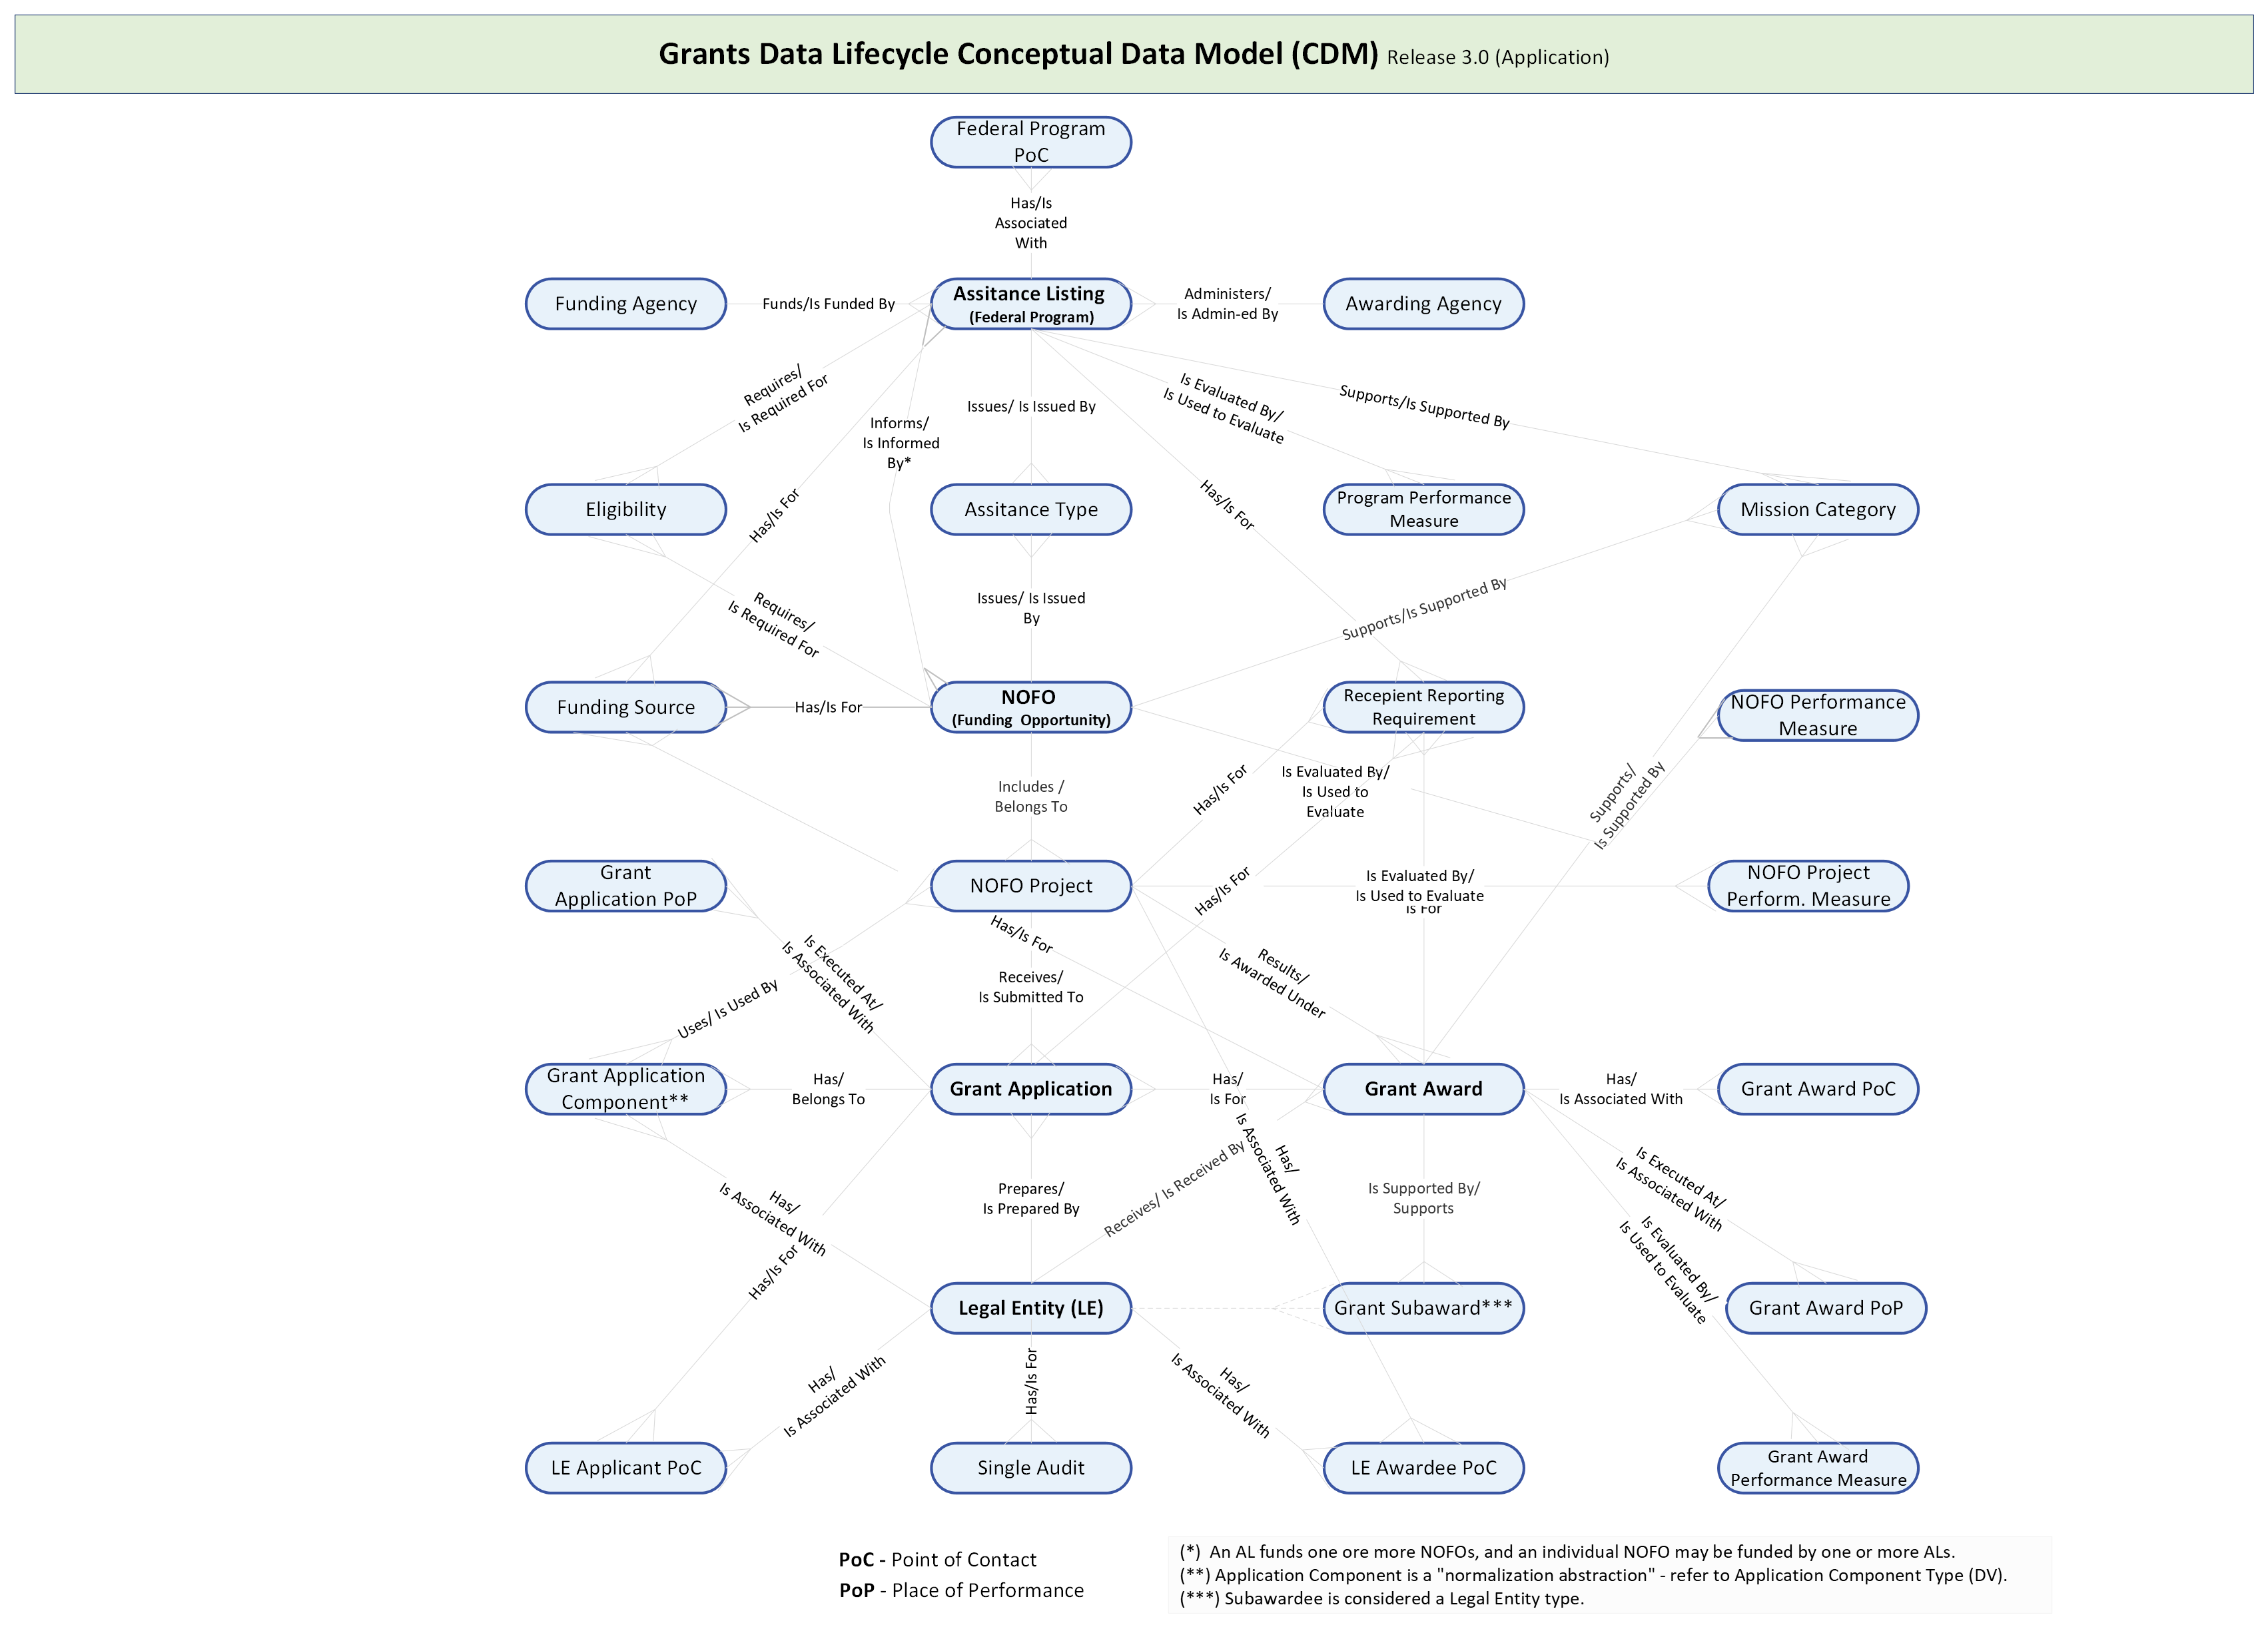 Grants Data Lifecycle Conceptual Data Model (CDM) Release 3.0 (Application)
Federal Program
PoC
Has/Is
Associated
With
Funding Agency
Funds/Is Funded By
Assitance Listing
(Federal Program)
Administers/
Is Admin-ed By
Awarding Agency
Requires/
Is Required For
Informs/
Is Informed
By*
Issues/ Is Issued By
Is Evaluated By/
Is Used to Evaluate
Supports/Is Supported By
Has/Is For
Has/Is For
Eligibility
Assitance Type
Program Performance
Measure
Mission Category
Requires/
Is Required For
Issues/ Is Issued
By
Supports/Is Supported By
Funding Source
Has/Is For
NOFO
(Funding  Opportunity)
Recepient Reporting
Requirement
NOFO Performance
Measure
Includes /
Belongs To
Has/Is For
Is Evaluated By/
Is Used to
Evaluate
Supports/
Is Supported By
Grant
Application PoP
NOFO Project
Has/Is For
Is Evaluated By/
Is Used to Evaluate
Is For
NOFO Project
Perform. Measure
Has/Is For
Is Executed At/
Is Associated With
Uses/ Is Used By
Receives/
Is Submitted To
Results/
Is Awarded Under
Grant Application
Component**
Has/
Belongs To
Grant Application
Has/
Is For
Grant Award
Has/
Is Associated With
Grant Award PoC
Has/
Is Associated With
Has/Is For
Prepares/
Is Prepared By
Receives/ Is Received By
Has/
Is Associated With
Is Supported By/
Supports
Is Executed At/
Is Associated With
Is Evaluated By/
Is Used to Evaluate
Legal Entity (LE)
Grant Subaward***
Grant Award PoP
Has/
Is Associated With
Has/Is For
Has/
Is Associated With
LE Applicant PoC
Single Audit
LE Awardee PoC
Grant Award
Performance Measure
PoC - Point of Contact
PoP - Place of Performance
(*)  An AL funds one ore more NOFOs, and an individual NOFO may be funded by one or more ALs.
(**) Application Component is a "normalization abstraction" - refer to Application Component Type (DV).
(***) Subawardee is considered a Legal Entity type.